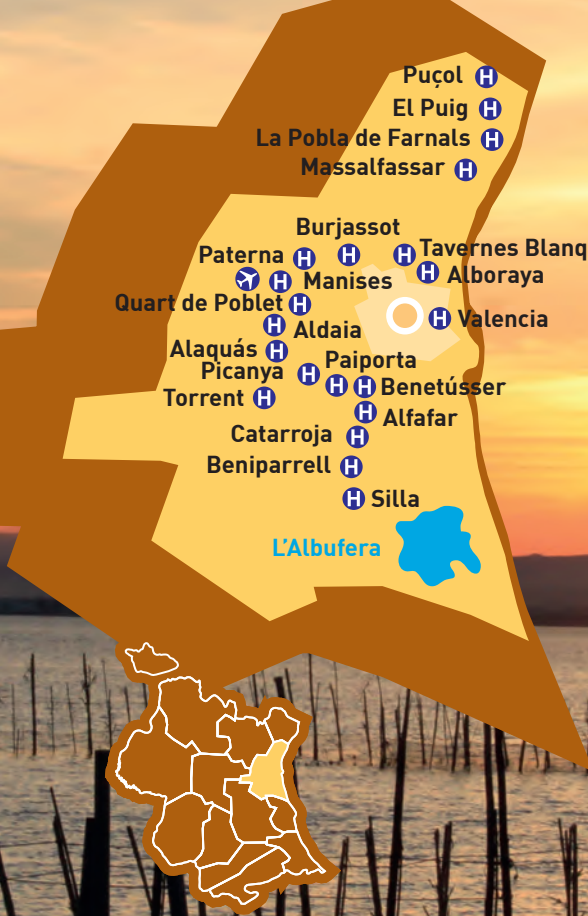 Puçol H
El Puig H
La Pobla de Farnals H
Massalfassar H
Burjassot
H
H Tavernes Blanq
Paterna H
H Alboraya
H Manises
Quart de Poblet H
H Aldaia
Alaquás H
Paiporta
Picanya H
H H Benetússer
Torrent H
H Alfafar
Catarroja H
Beniparrell H
H Silla
H Valencia
L'Albufera